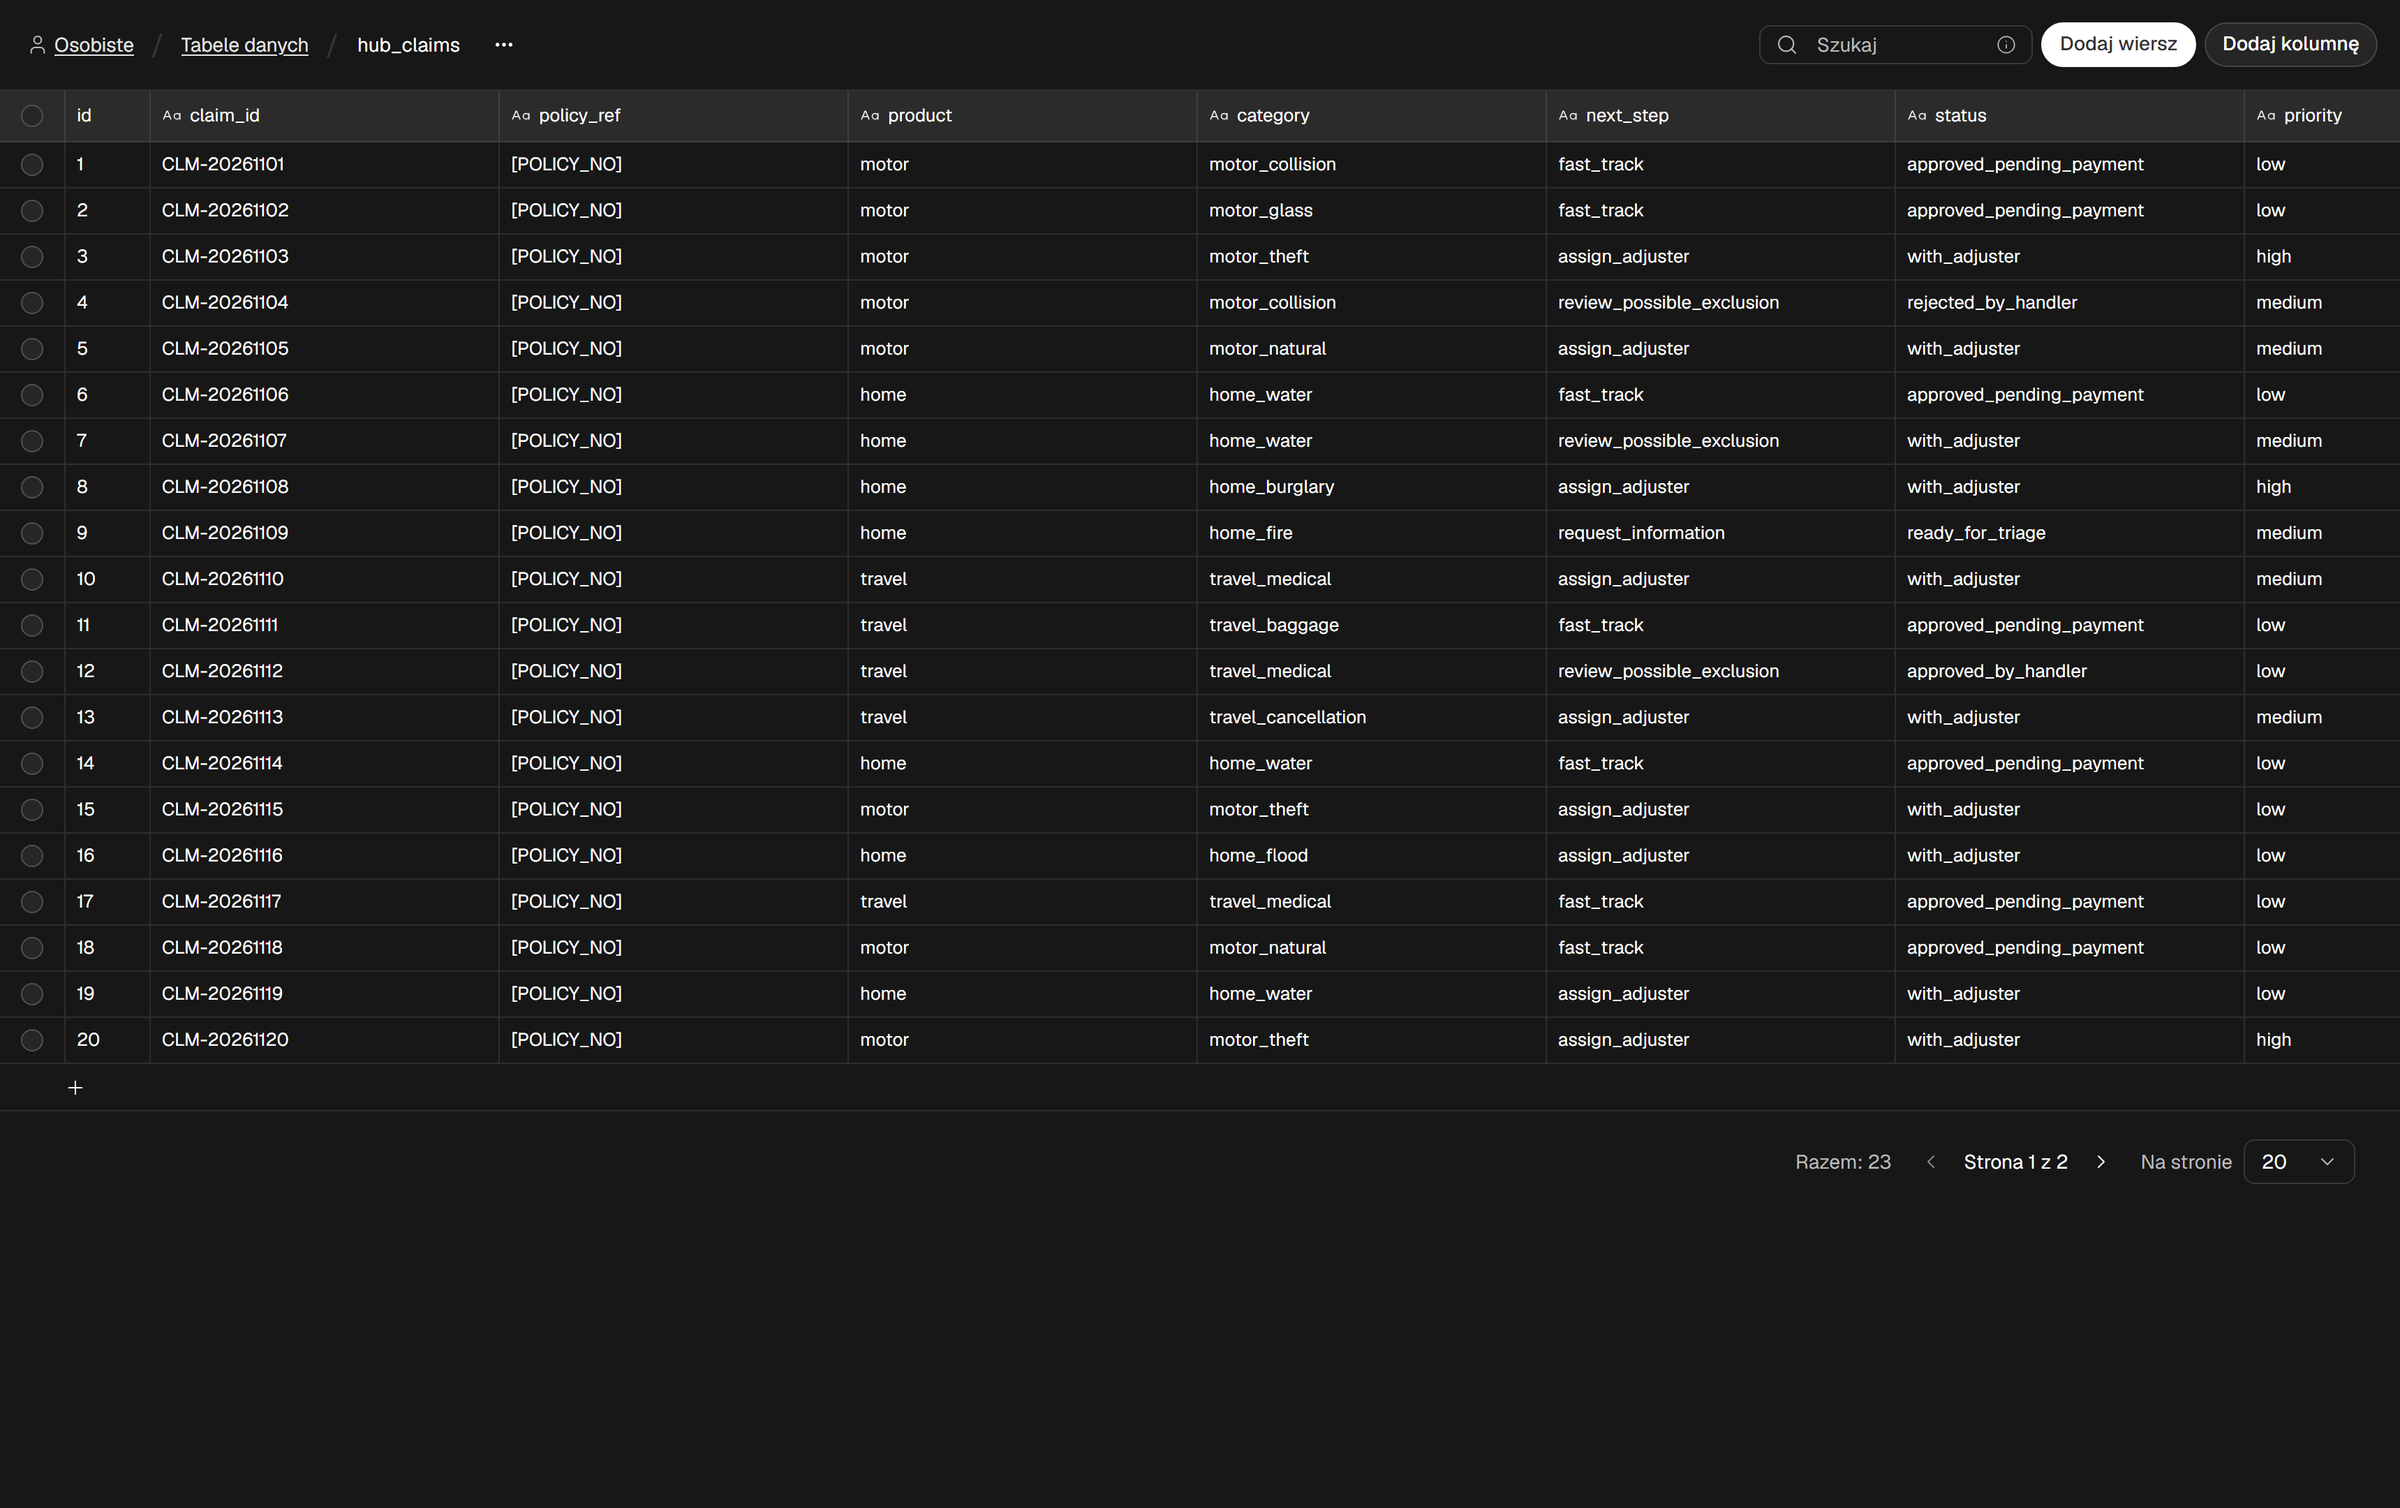 Osobiste / Tabele danych / hub_claims ••• Szukaj Dodaj wiersz Dodaj kolumnę
id Aa claim_id Aa policy_ref Aa product Aa category Aa next_step Aa status Aa priority
1 CLM-20261101 [POLICY_NO] motor motor_collision fast_track approved_pending_payment low
2 CLM-20261102 [POLICY_NO] motor motor_glass fast_track approved_pending_payment low
3 CLM-20261103 [POLICY_NO] motor motor_theft assign_adjuster with_adjuster high
4 CLM-20261104 [POLICY_NO] motor motor_collision review_possible_exclusion rejected_by_handler medium
5 CLM-20261105 [POLICY_NO] motor motor_natural assign_adjuster with_adjuster medium
6 CLM-20261106 [POLICY_NO] home home_water fast_track approved_pending_payment low
7 CLM-20261107 [POLICY_NO] home home_water review_possible_exclusion with_adjuster medium
8 CLM-20261108 [POLICY_NO] home home_burglary assign_adjuster with_adjuster high
9 CLM-20261109 [POLICY_NO] home home_fire request_information ready_for_triage medium
10 CLM-20261110 [POLICY_NO] travel travel_medical assign_adjuster with_adjuster medium
11 CLM-20261111 [POLICY_NO] travel travel_baggage fast_track approved_pending_payment low
12 CLM-20261112 [POLICY_NO] travel travel_medical review_possible_exclusion approved_by_handler low
13 CLM-20261113 [POLICY_NO] travel travel_cancellation assign_adjuster with_adjuster medium
14 CLM-20261114 [POLICY_NO] home home_water fast_track approved_pending_payment low
15 CLM-20261115 [POLICY_NO] motor motor_theft assign_adjuster with_adjuster low
16 CLM-20261116 [POLICY_NO] home home_flood assign_adjuster with_adjuster low
17 CLM-20261117 [POLICY_NO] travel travel_medical fast_track approved_pending_payment low
18 CLM-20261118 [POLICY_NO] motor motor_natural fast_track approved_pending_payment low
19 CLM-20261119 [POLICY_NO] home home_water assign_adjuster with_adjuster low
20 CLM-20261120 [POLICY_NO] motor motor_theft assign_adjuster with_adjuster high
+
Razem: 23 Strona 1 z 2 Na stronie 20